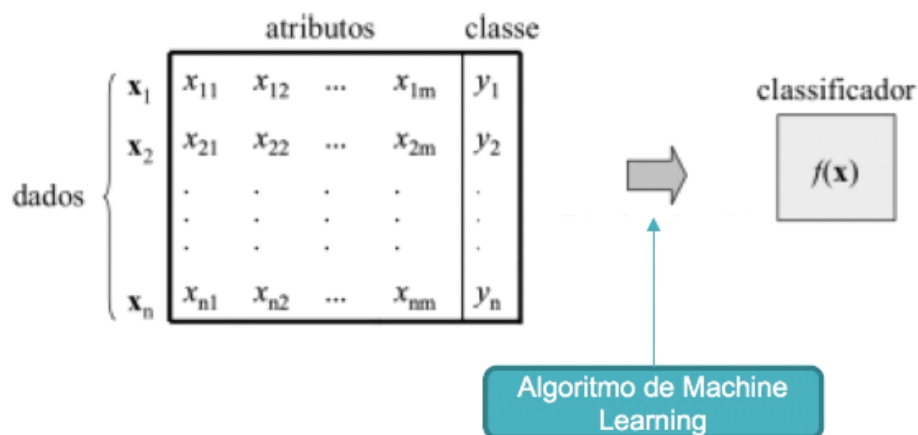 atributos classe
classificador
x₁ x₁₁ x₁₂ ... x₁ₘ y₁
x₂ x₂₁ x₂₂ ... x₂ₘ y₂
dados . . . . .
. . . . .
. . . . .
f(x)
xₙ xₙ₁ xₙ₂ ... xₙₘ yₙ
Algoritmo de Machine
Learning